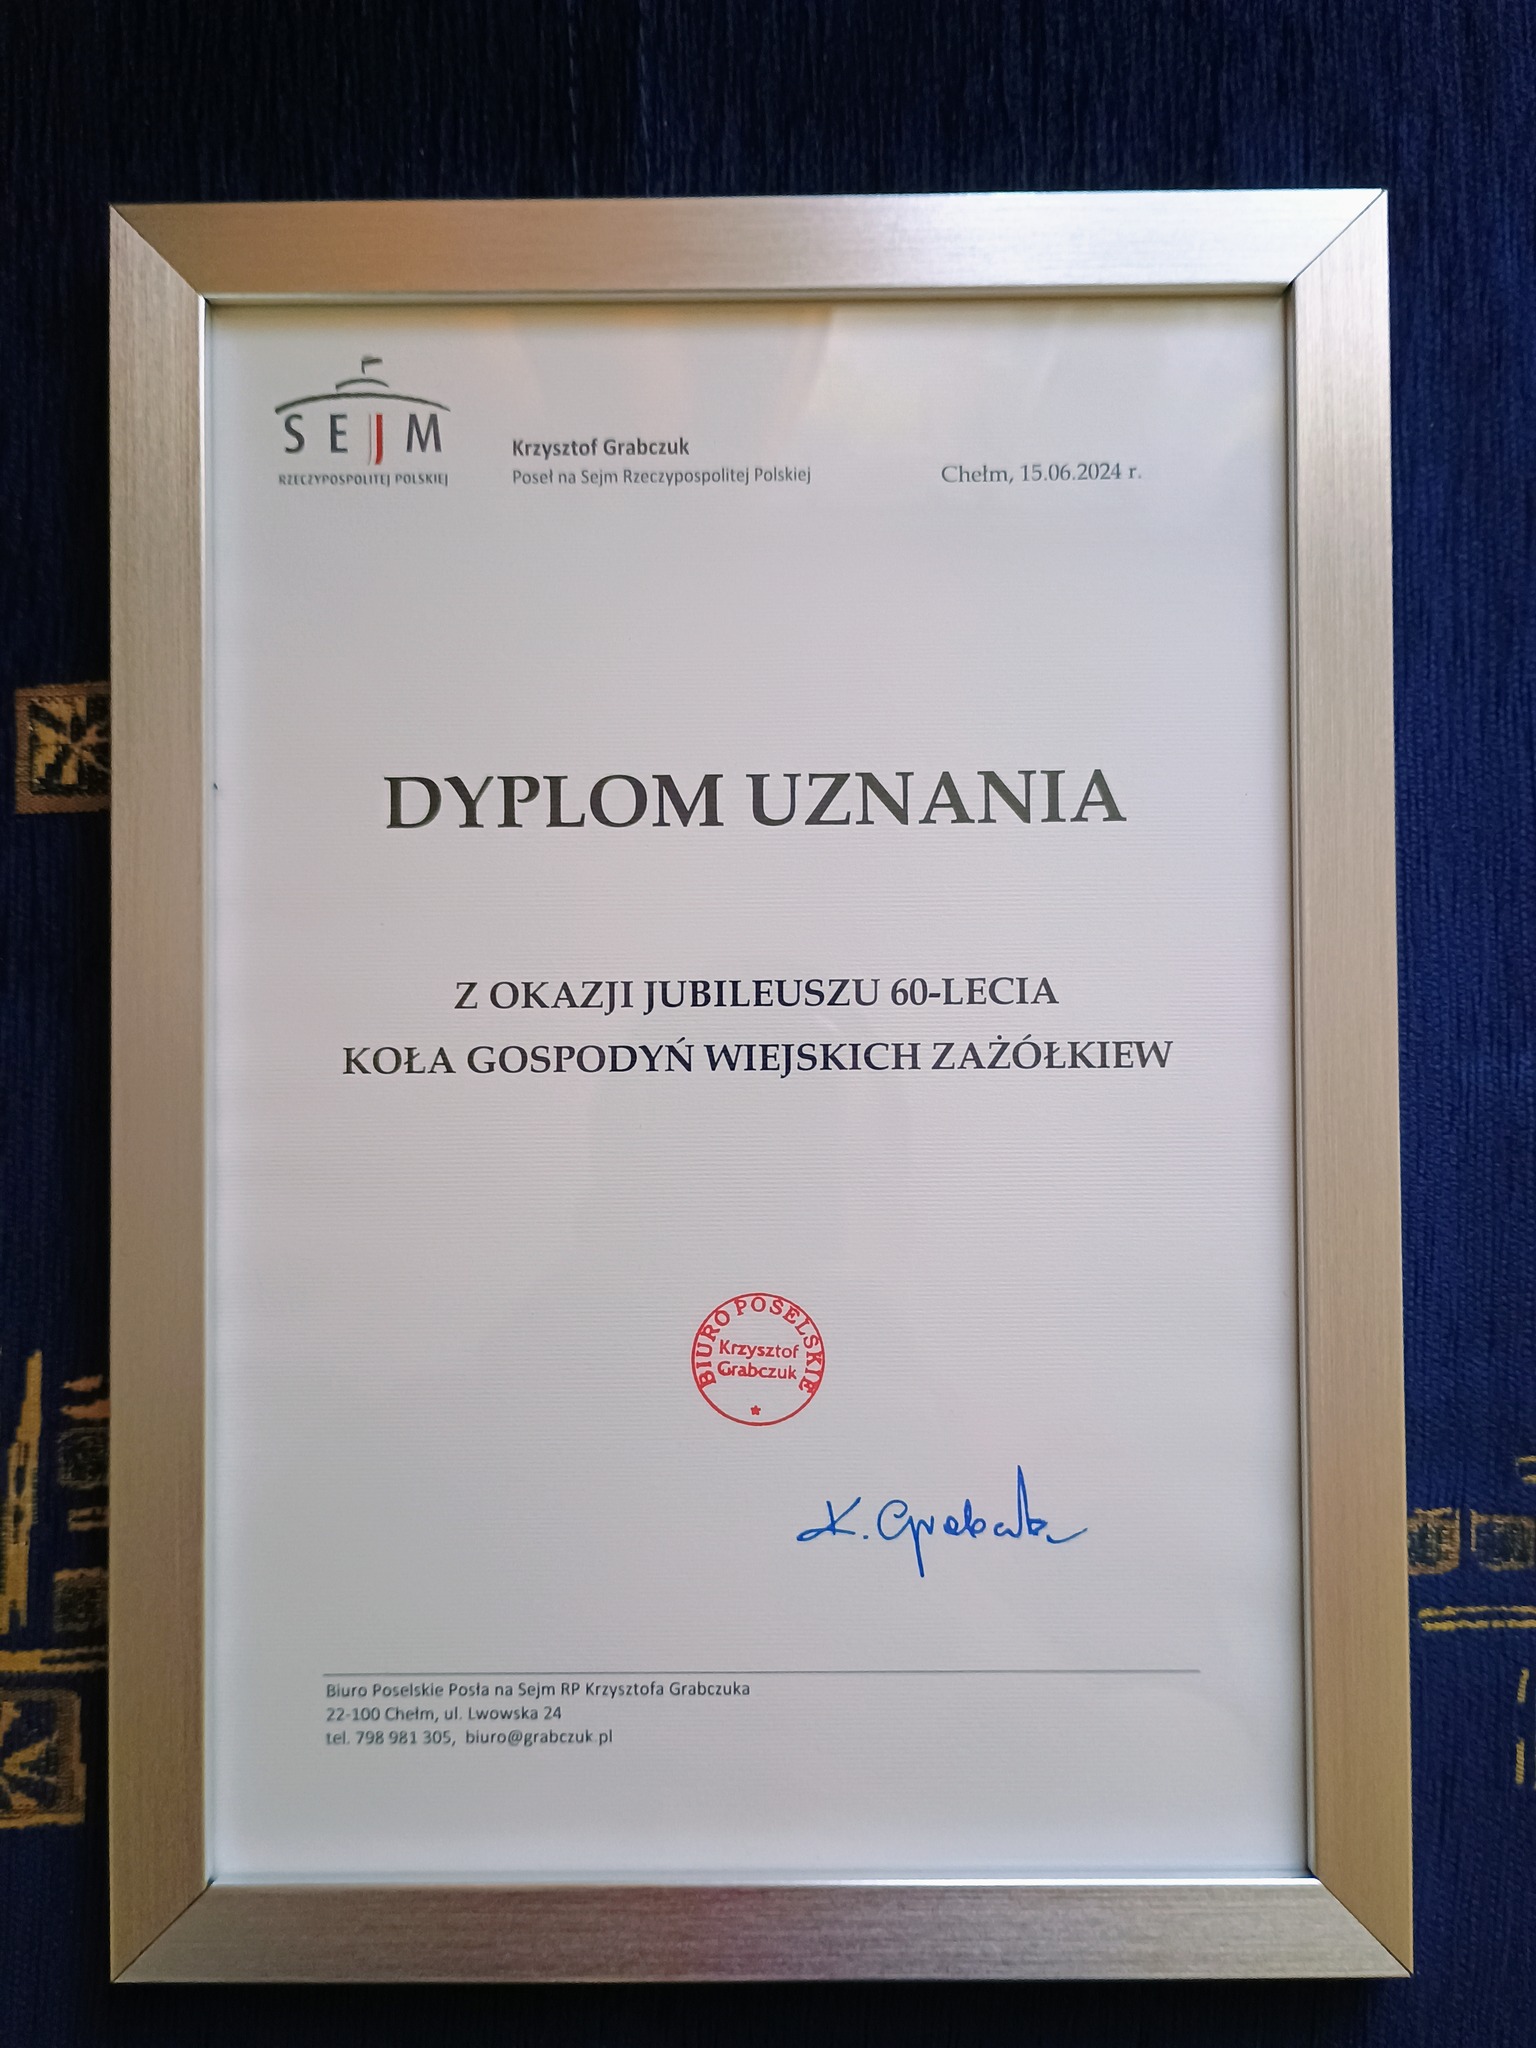 SEJM
RZECZYPOSPOLITEJ POLSKIEJ
Krzysztof Grabczuk
Poseł na Sejm Rzeczypospolitej Polskiej
Chełm, 15.06.2024 r.
DYPLOM UZNANIA
Z OKAZJI JUBILEUSZU 60-LECIA
KOŁA GOSPODYŃ WIEJSKICH ZAŻÓŁKIEW
BIURO POSELSKIE
Krzysztof
Grabczuk
K. Grabczuk
Biuro Poselskie Posła na Sejm RP Krzysztofa Grabczuka
22-100 Chełm, ul. Lwowska 24
tel. 798 981 305, biuro@grabczuk.pl